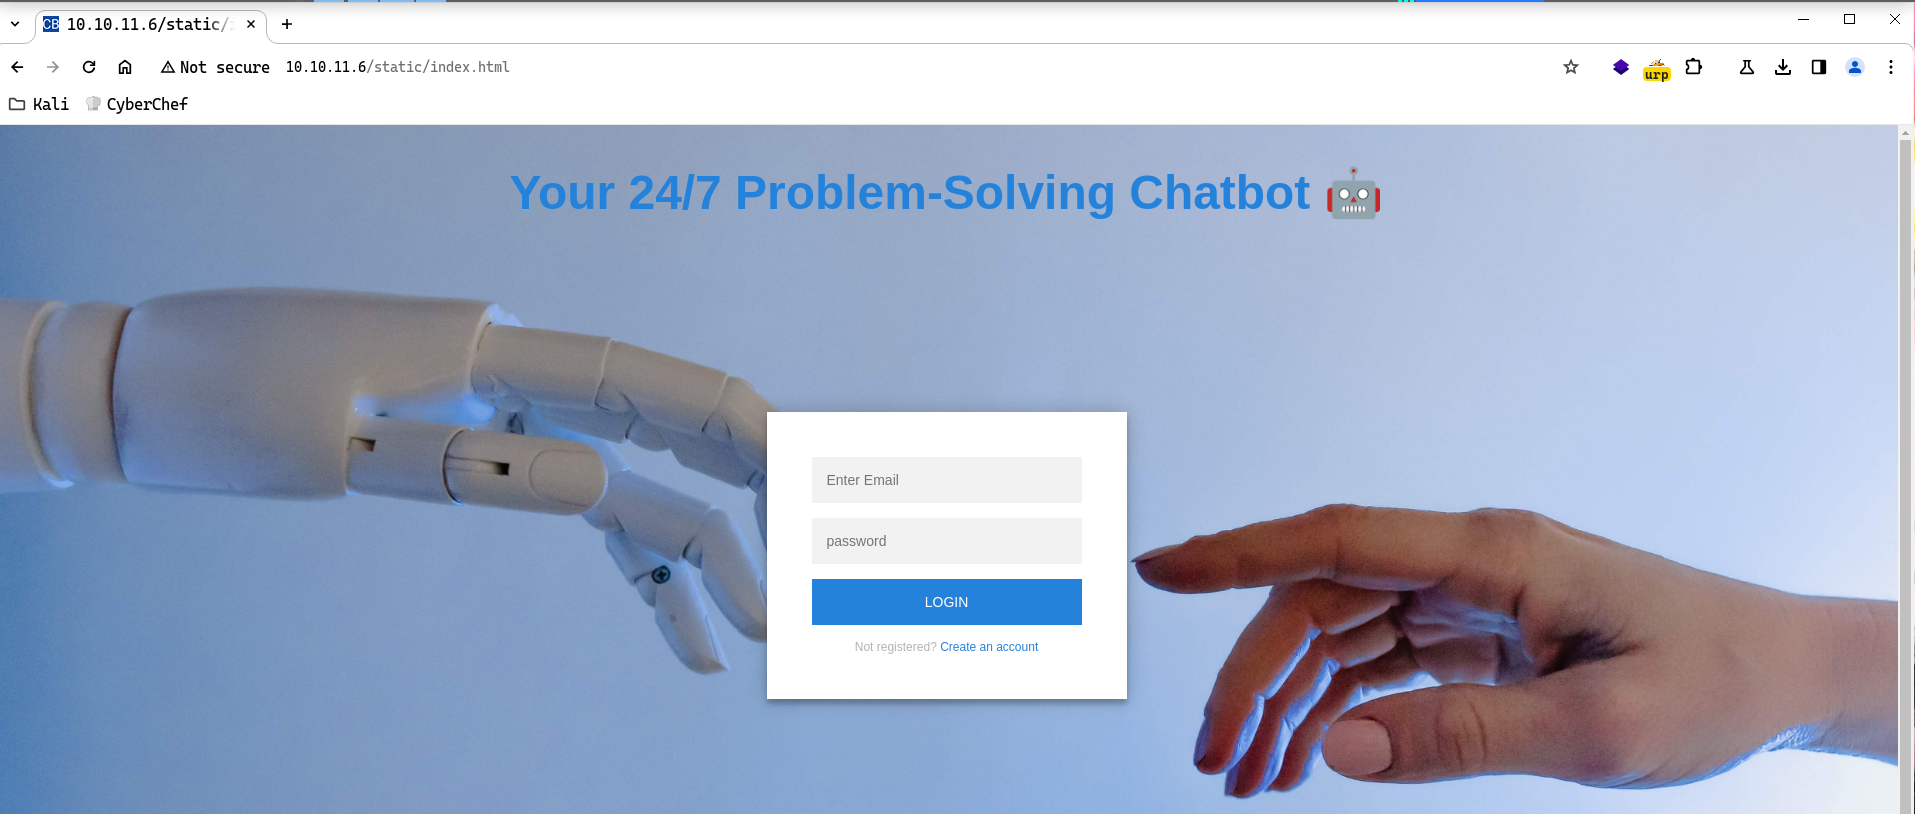 CB 10.10.11.6/static/
Not secure 10.10.11.6/static/index.html
urp
Kali CyberChef
Your 24/7 Problem-Solving Chatbot 🤖
Enter Email
password
LOGIN
Not registered? Create an account